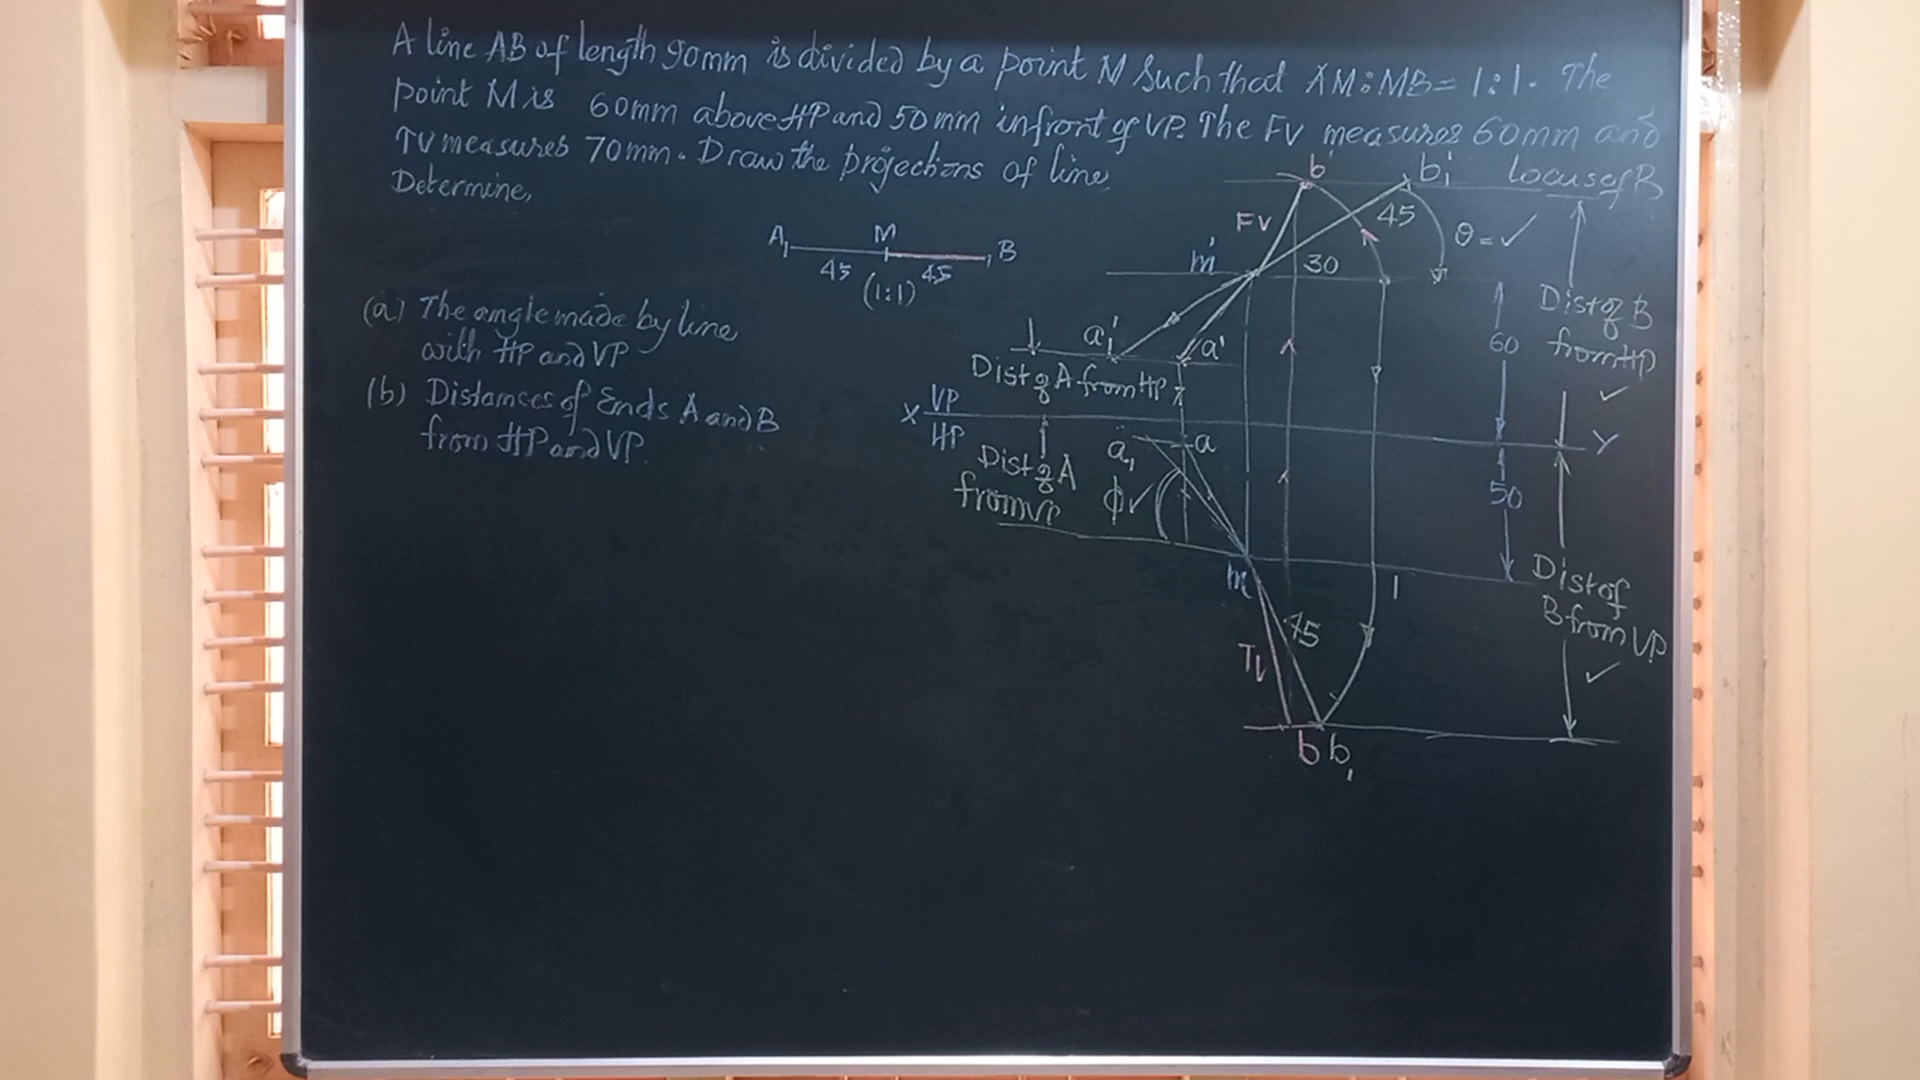 A line AB of length 90mm is divided by a point M such that AM:MB = 1:1. The
point M is 60mm above HP and 50mm infront of VP. The FV measures 60mm and
TV measures 70mm. Draw the projections of line
Determine,
A M B
45 45
(1:1)
(a) The angle made by line
with HP and VP
(b) Distances of Ends A and B
from HP and VP.
b' b₁' locus of B
FV 45 θ = ✓
m' 30
Dist of B
from HP ✓
a₁' a' 60
Dist of A from HP
X VP
HP Y
a₁ a
Dist of A
from VP φ ✓ 50
m 1
Dist of
B from VP ✓
45
b b₁